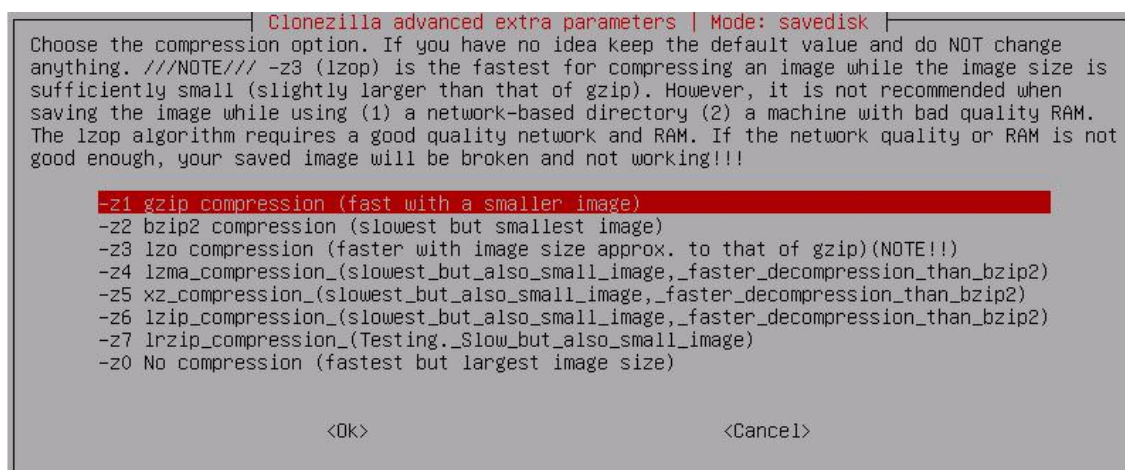 Clonezilla advanced extra parameters | Mode: savedisk
Choose the compression option. If you have no idea keep the default value and do NOT change
anything. ///NOTE/// -z3 (lzop) is the fastest for compressing an image while the image size is
sufficiently small (slightly larger than that of gzip). However, it is not recommended when
saving the image while using (1) a network-based directory (2) a machine with bad quality RAM.
The lzop algorithm requires a good quality network and RAM. If the network quality or RAM is not
good enough, your saved image will be broken and not working!!!
-z1 gzip compression (fast with a smaller image)
-z2 bzip2 compression (slowest but smallest image)
-z3 lzo compression (faster with image size approx. to that of gzip)(NOTE!!)
-z4 lzma_compression_(slowest_but_also_small_image,_faster_decompression_than_bzip2)
-z5 xz_compression_(slowest_but_also_small_image,_faster_decompression_than_bzip2)
-z6 lzip_compression_(slowest_but_also_small_image,_faster_decompression_than_bzip2)
-z7 lrzip_compression_(Testing._Slow_but_also_small_image)
-z0 No compression (fastest but largest image size)
<Ok> <Cancel>